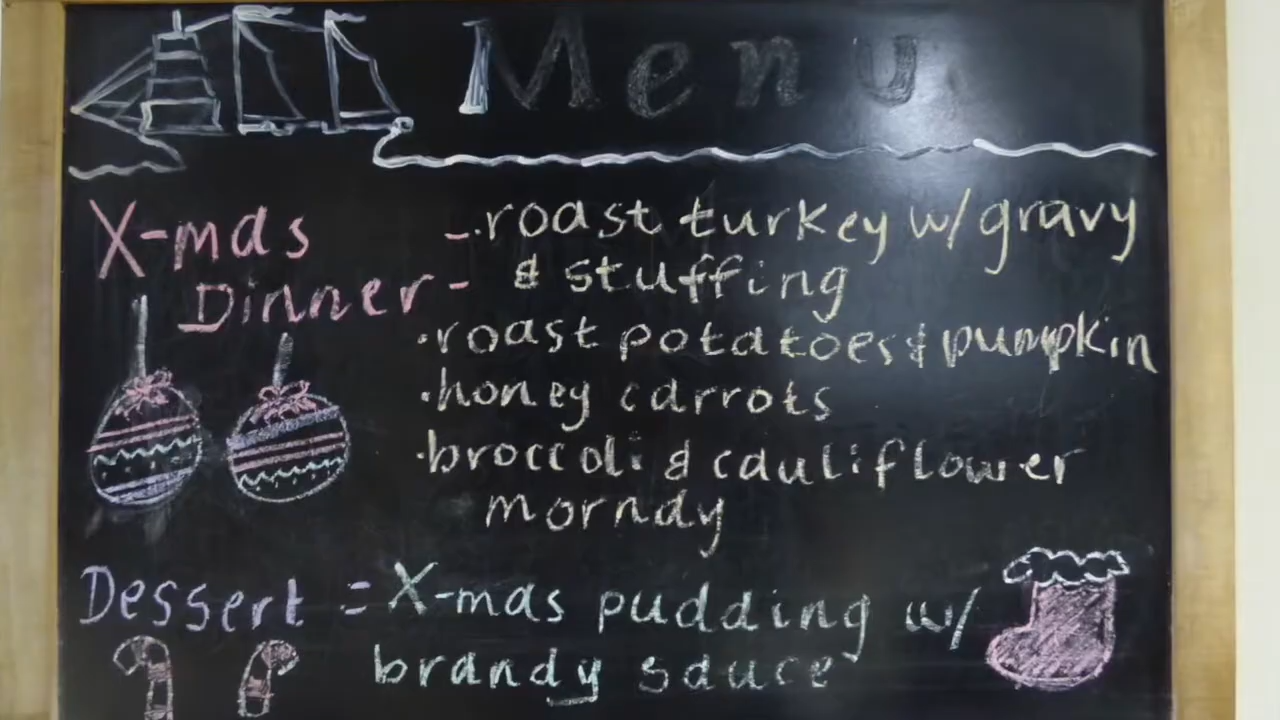 Menu
X-mas - ·roast turkey w/ gravy
Dinner - & stuffing
·roast potatoes & pumpkin
·honey carrots
·broccoli & cauliflower
morndy
Dessert = X-mas pudding w/
brandy sauce